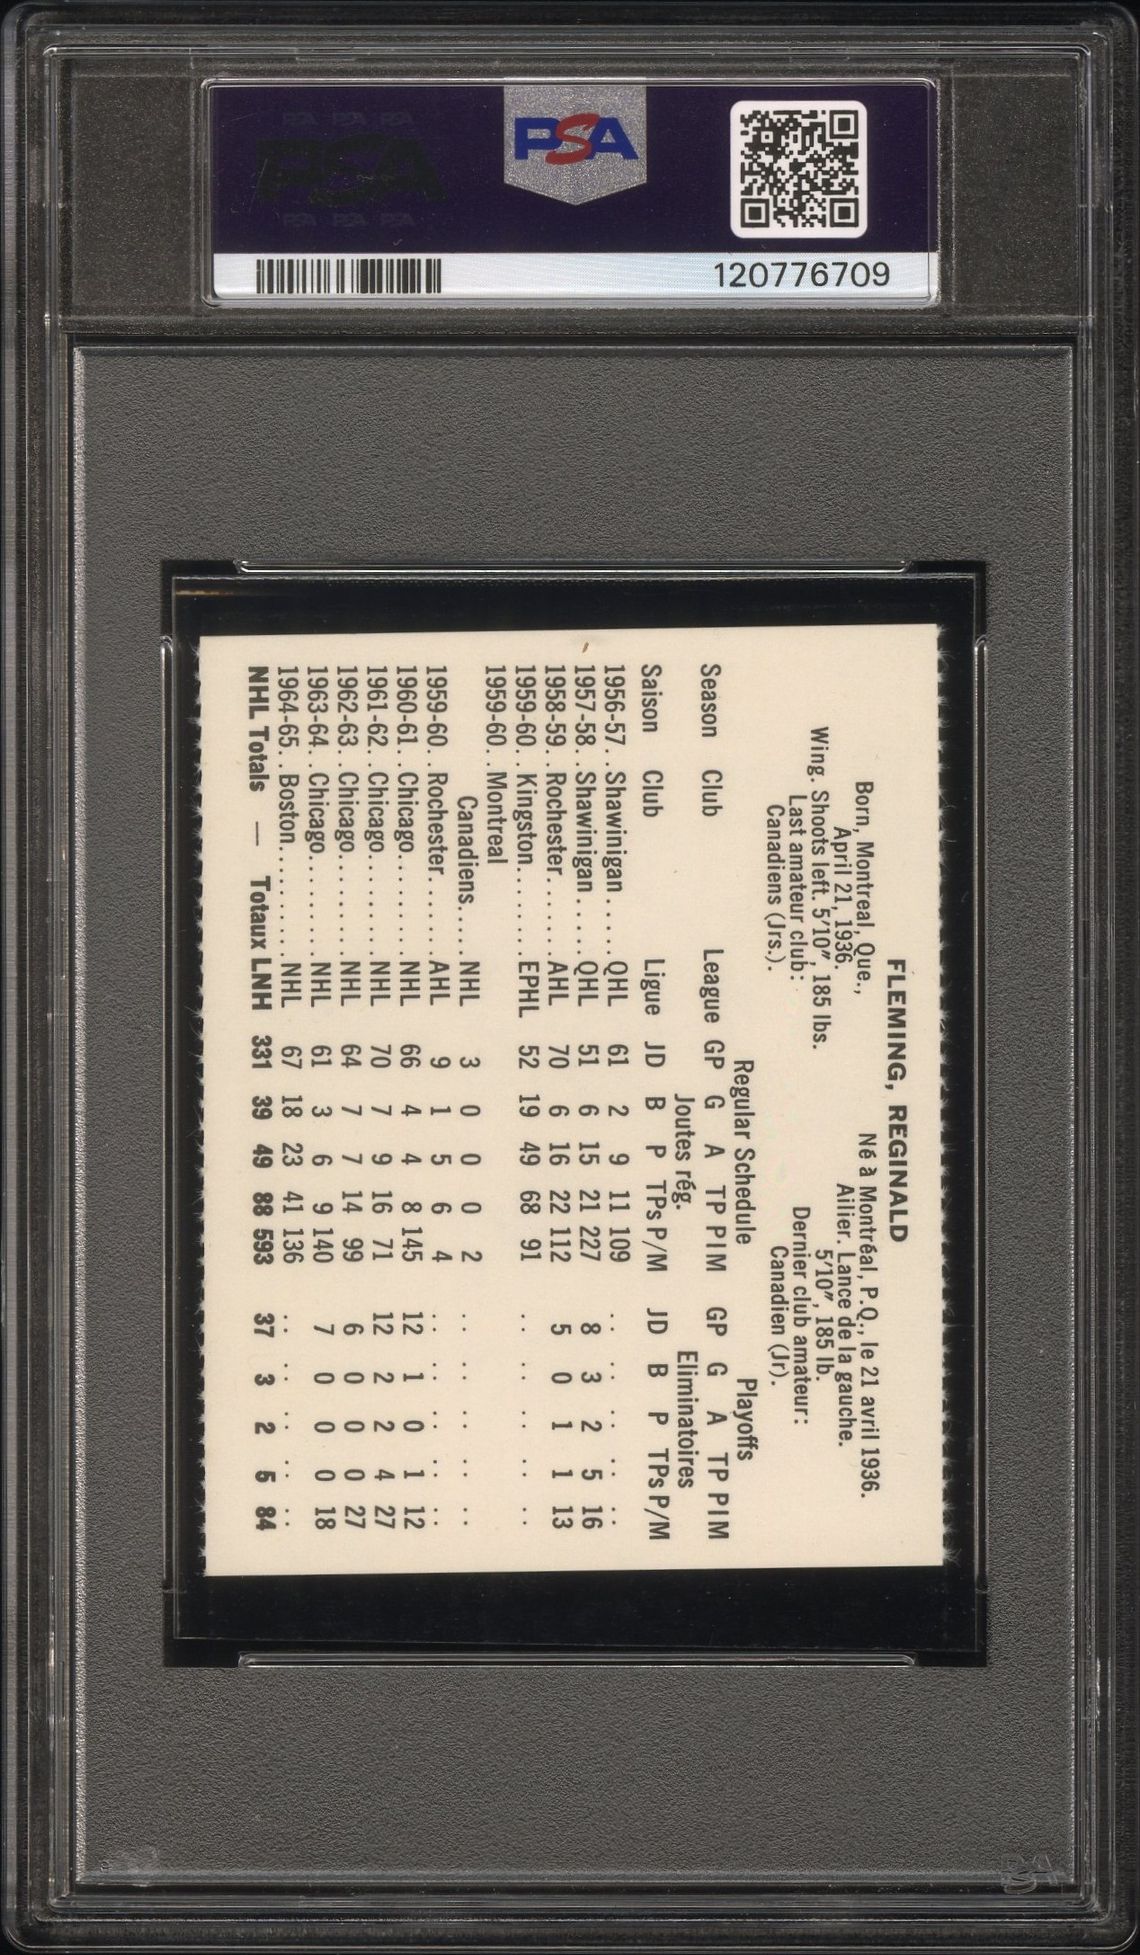 PSA
120776709
FLEMING, REGINALD
Born, Montreal, Que.,
April 21, 1936.
Wing. Shoots left. 5'10", 185 lbs.
Last amateur club:
Canadiens (Jrs.).
Né à Montréal, P.Q., le 21 avril 1936.
Ailier. Lance de la gauche.
5'10", 185 lb.
Dernier club amateur:
Canadien (Jr).
Regular Schedule Playoffs
Season Club League GP G A TP PIM GP G A TP PIM
Joutes rég. Eliminatoires
Saison Club Ligue JD B P TPs P/M JD B P TPs P/M
1956-57..Shawinigan.....QHL 61 2 9 11 109 .. .. .. .. ..
1957-58...Shawinigan.....QHL 51 6 15 21 227 8 3 2 5 16
1958-59...Rochester.......AHL 70 6 16 22 112 5 0 1 1 13
1959-60..Kingston........EPHL 52 19 49 68 91 .. .. .. .. ..
1959-60..Montreal
Canadiens.....NHL 3 0 0 0 2 .. .. .. .. ..
1959-60..Rochester.......AHL 9 1 5 6 4 .. .. .. .. ..
1960-61..Chicago.........NHL 66 4 4 8 145 12 1 0 1 12
1961-62..Chicago.........NHL 70 7 9 16 71 12 2 2 4 27
1962-63..Chicago.........NHL 64 7 7 14 99 6 0 0 0 27
1963-64..Chicago.........NHL 61 3 6 9 140 7 0 0 0 18
1964-65..Boston..........NHL 67 18 23 41 136 .. .. .. .. ..
NHL Totals — Totaux LNH 331 39 49 88 593 37 3 2 5 84